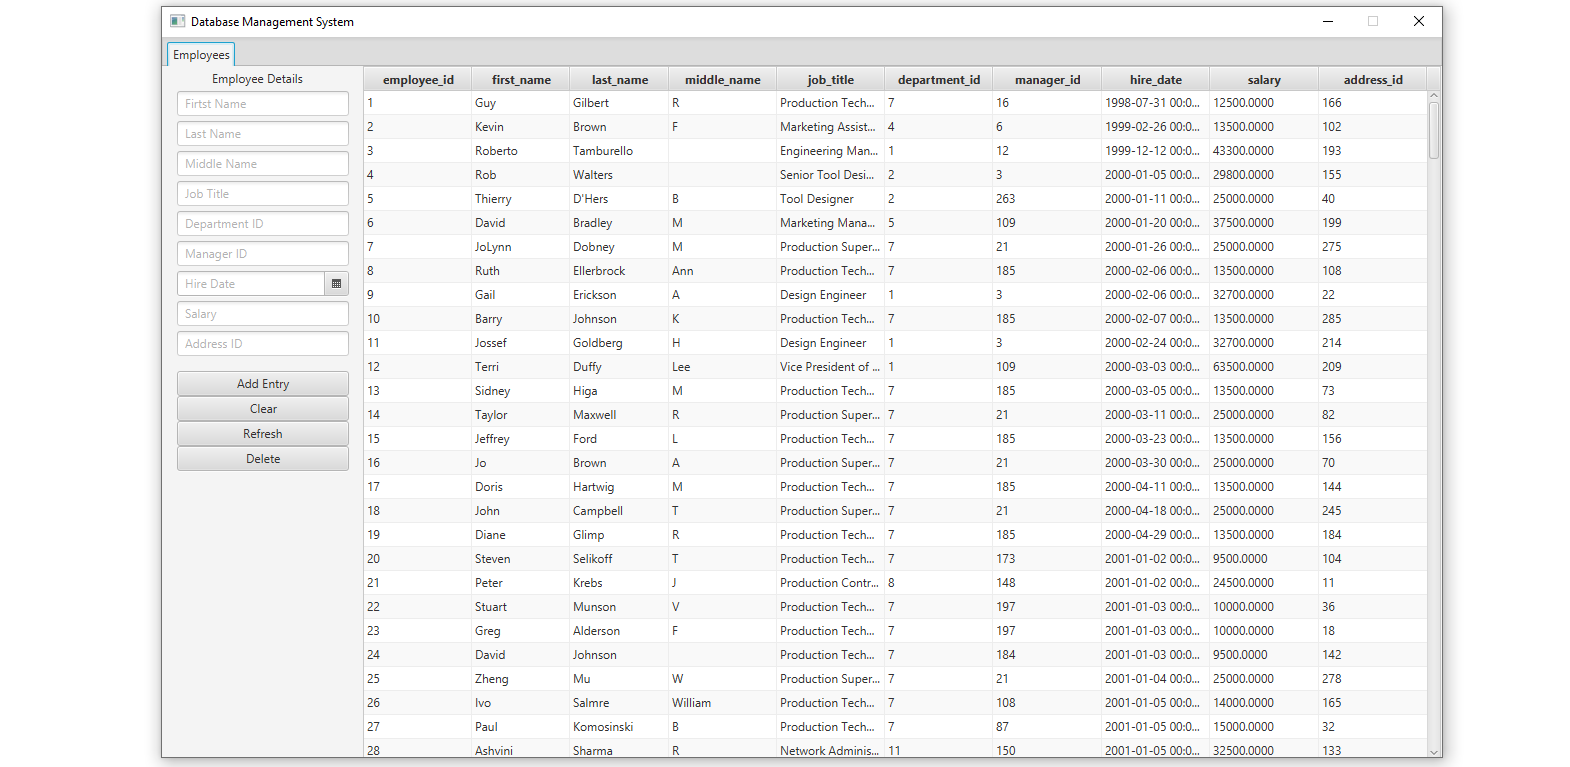 Database Management System
Employees
Employee Details
Firtst Name
Last Name
Middle Name
Job Title
Department ID
Manager ID
Hire Date
Salary
Address ID
Add Entry
Clear
Refresh
Delete
employee_id first_name last_name middle_name job_title department_id manager_id hire_date salary address_id
1 Guy Gilbert R Production Tech... 7 16 1998-07-31 00:0... 12500.0000 166
2 Kevin Brown F Marketing Assist... 4 6 1999-02-26 00:0... 13500.0000 102
3 Roberto Tamburello Engineering Man... 1 12 1999-12-12 00:0... 43300.0000 193
4 Rob Walters Senior Tool Desi... 2 3 2000-01-05 00:0... 29800.0000 155
5 Thierry D'Hers B Tool Designer 2 263 2000-01-11 00:0... 25000.0000 40
6 David Bradley M Marketing Mana... 5 109 2000-01-20 00:0... 37500.0000 199
7 JoLynn Dobney M Production Super... 7 21 2000-01-26 00:0... 25000.0000 275
8 Ruth Ellerbrock Ann Production Tech... 7 185 2000-02-06 00:0... 13500.0000 108
9 Gail Erickson A Design Engineer 1 3 2000-02-06 00:0... 32700.0000 22
10 Barry Johnson K Production Tech... 7 185 2000-02-07 00:0... 13500.0000 285
11 Jossef Goldberg H Design Engineer 1 3 2000-02-24 00:0... 32700.0000 214
12 Terri Duffy Lee Vice President of ... 1 109 2000-03-03 00:0... 63500.0000 209
13 Sidney Higa M Production Tech... 7 185 2000-03-05 00:0... 13500.0000 73
14 Taylor Maxwell R Production Super... 7 21 2000-03-11 00:0... 25000.0000 82
15 Jeffrey Ford L Production Tech... 7 185 2000-03-23 00:0... 13500.0000 156
16 Jo Brown A Production Super... 7 21 2000-03-30 00:0... 25000.0000 70
17 Doris Hartwig M Production Tech... 7 185 2000-04-11 00:0... 13500.0000 144
18 John Campbell T Production Super... 7 21 2000-04-18 00:0... 25000.0000 245
19 Diane Glimp R Production Tech... 7 185 2000-04-29 00:0... 13500.0000 184
20 Steven Selikoff T Production Tech... 7 173 2001-01-02 00:0... 9500.0000 104
21 Peter Krebs J Production Contr... 8 148 2001-01-02 00:0... 24500.0000 11
22 Stuart Munson V Production Tech... 7 197 2001-01-03 00:0... 10000.0000 36
23 Greg Alderson F Production Tech... 7 197 2001-01-03 00:0... 10000.0000 18
24 David Johnson Production Tech... 7 184 2001-01-03 00:0... 9500.0000 142
25 Zheng Mu W Production Super... 7 21 2001-01-04 00:0... 25000.0000 278
26 Ivo Salmre William Production Tech... 7 108 2001-01-05 00:0... 14000.0000 165
27 Paul Komosinski B Production Tech... 7 87 2001-01-05 00:0... 15000.0000 32
28 Ashvini Sharma R Network Adminis... 11 150 2001-01-05 00:0... 32500.0000 133